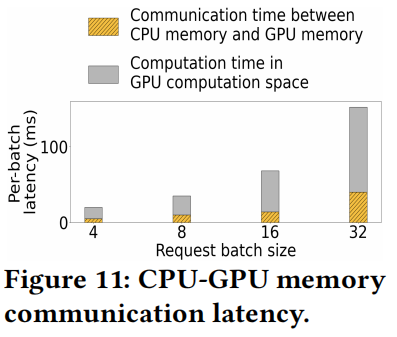 Communication time between
CPU memory and GPU memory
Computation time in
GPU computation space
Per-batch
latency (ms)
100
0
4 8 16 32
Request batch size
Figure 11: CPU-GPU memory
communication latency.